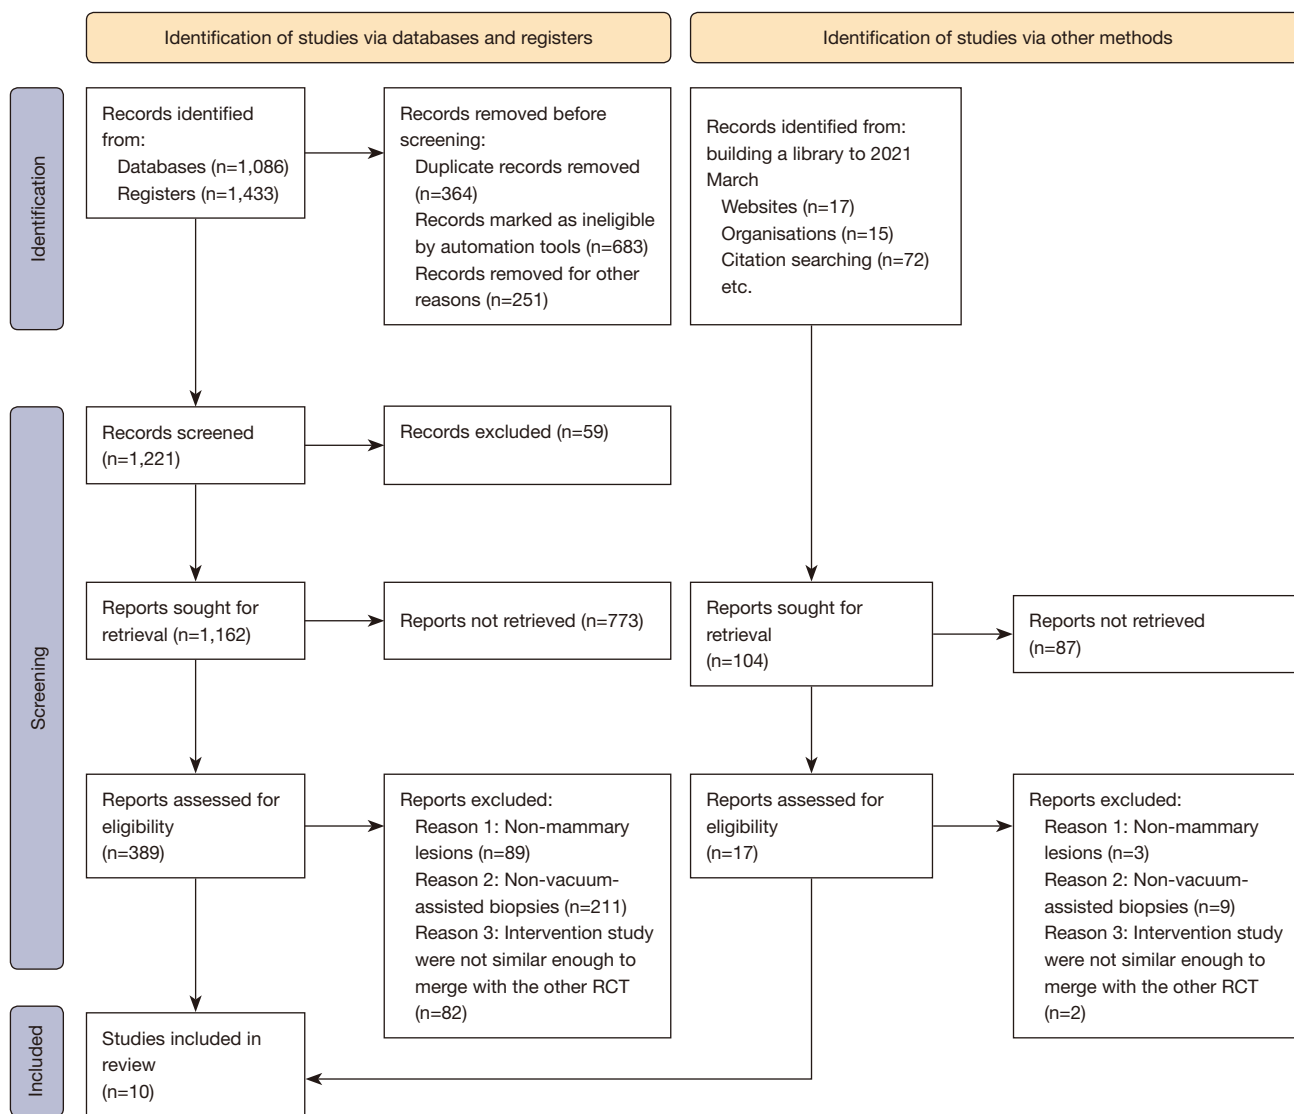 Identification of studies via databases and registers
Identification of studies via other methods
Identification
Records identified
from:
Databases (n=1,086)
Registers (n=1,433)
Records removed before
screening:
Duplicate records removed
(n=364)
Records marked as ineligible
by automation tools (n=683)
Records removed for other
reasons (n=251)
Records identified from:
building a library to 2021
March
Websites (n=17)
Organisations (n=15)
Citation searching (n=72)
etc.
Screening
Records screened
(n=1,221)
Records excluded (n=59)
Reports sought for
retrieval (n=1,162)
Reports not retrieved (n=773)
Reports sought for
retrieval
(n=104)
Reports not retrieved
(n=87)
Reports assessed for
eligibility
(n=389)
Reports excluded:
Reason 1: Non-mammary
lesions (n=89)
Reason 2: Non-vacuum-
assisted biopsies (n=211)
Reason 3: Intervention study
were not similar enough to
merge with the other RCT
(n=82)
Reports assessed for
eligibility
(n=17)
Reports excluded:
Reason 1: Non-mammary
lesions (n=3)
Reason 2: Non-vacuum-
assisted biopsies (n=9)
Reason 3: Intervention study
were not similar enough to
merge with the other RCT
(n=2)
Included
Studies included in
review
(n=10)